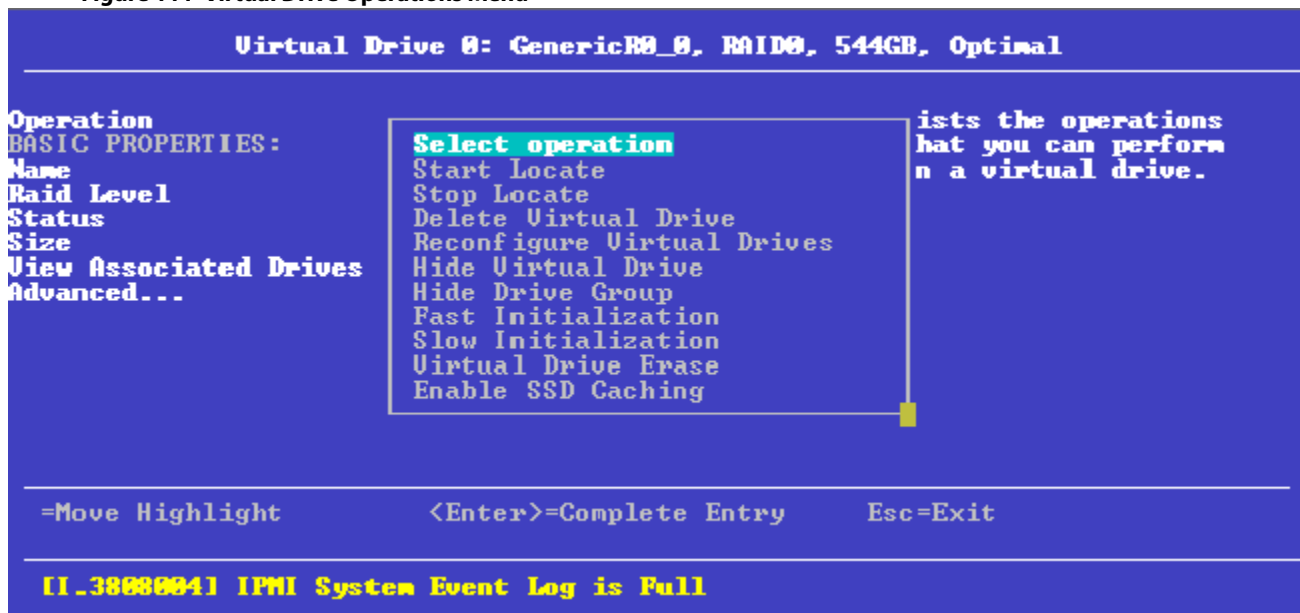 Virtual Drive 0: GenericR0_0, RAID0, 544GB, Optimal
Operation
BASIC PROPERTIES:
Name
Raid Level
Status
Size
View Associated Drives
Advanced...
Select operation
Start Locate
Stop Locate
Delete Virtual Drive
Reconfigure Virtual Drives
Hide Virtual Drive
Hide Drive Group
Fast Initialization
Slow Initialization
Virtual Drive Erase
Enable SSD Caching
ists the operations
hat you can perform
n a virtual drive.
=Move Highlight <Enter>=Complete Entry Esc=Exit
[I_3808004] IPMI System Event Log is Full